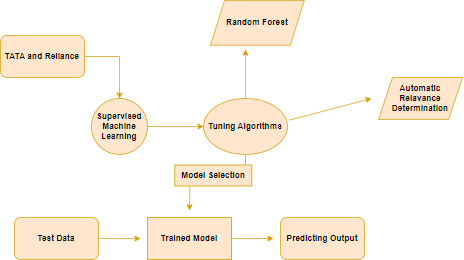 Random Forest
TATA and Reliance
Automatic
Relavance
Determination
Supervised
Machine
Learning
Tuning Algorithms
Model Selection
Test Data
Trained Model
Predicting Output